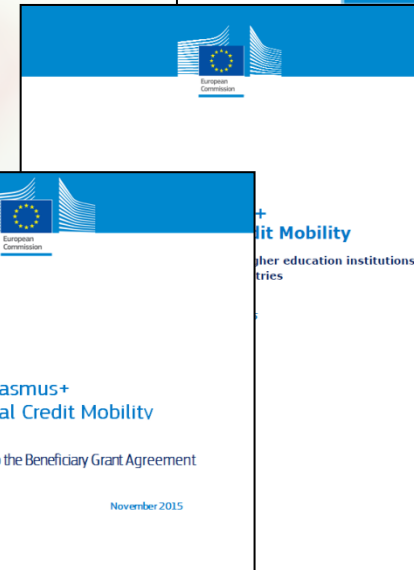 European
Commission
+
dit Mobility
gher education institutions
tries
European
Commission
asmus+
al Credit Mobility
the Beneficiary Grant Agreement
November 2015